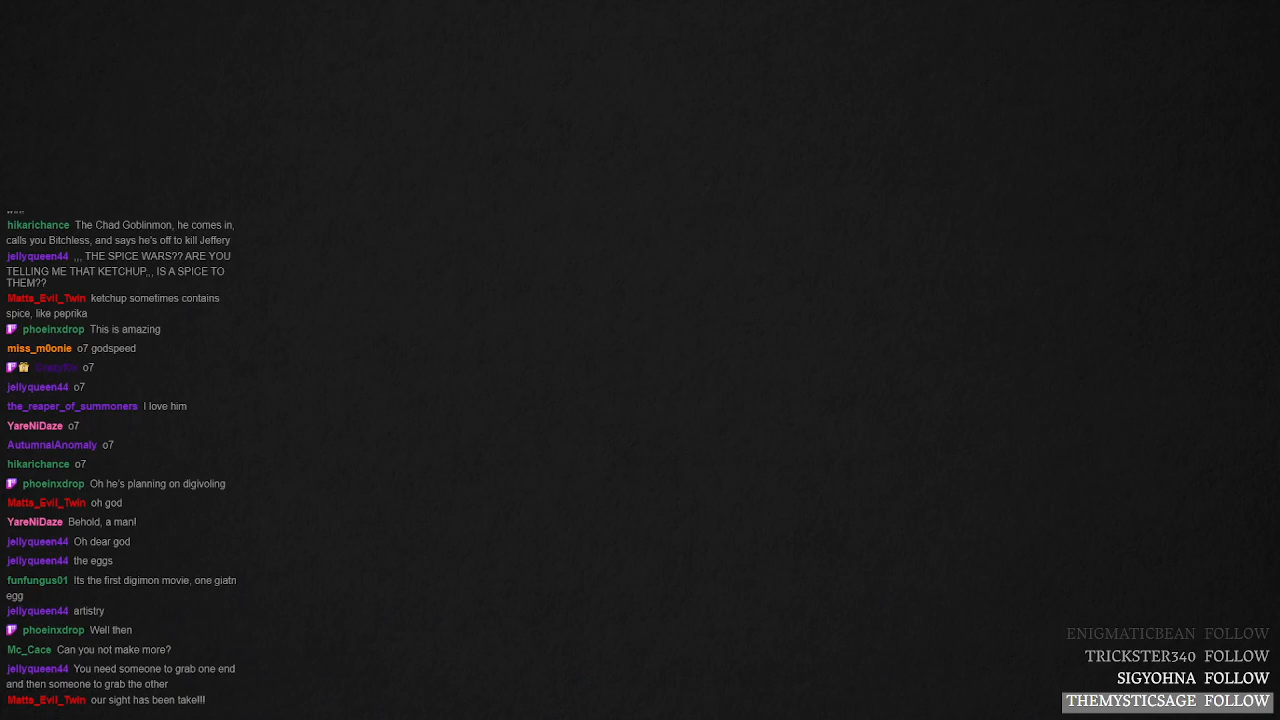 hikarichance The Chad Goblinmon, he comes in,
calls you Bitchless, and says he's off to kill Jeffery
jellyqueen44 ,,, THE SPICE WARS?? ARE YOU
TELLING ME THAT KETCHUP,,, IS A SPICE TO
THEM??
Matts_Evil_Twin ketchup sometimes contains
spice, like peprika
phoeinxdrop This is amazing
miss_m0onie o7 godspeed
o7
jellyqueen44 o7
the_reaper_of_summoners I love him
YareNiDaze o7
AutumnalAnomaly o7
hikarichance o7
phoeinxdrop Oh he's planning on digivoling
Matts_Evil_Twin oh god
YareNiDaze Behold, a man!
jellyqueen44 Oh dear god
jellyqueen44 the eggs
funfungus01 Its the first digimon movie, one giatn
egg
jellyqueen44 artistry
phoeinxdrop Well then
Mc_Cace Can you not make more?
jellyqueen44 You need someone to grab one end
and then someone to grab the other
Matts_Evil_Twin our sight has been take!!!
ENIGMATICBEAN FOLLOW
TRICKSTER340 FOLLOW
SIGYOHNA FOLLOW
THEMYSTICSAGE FOLLOW